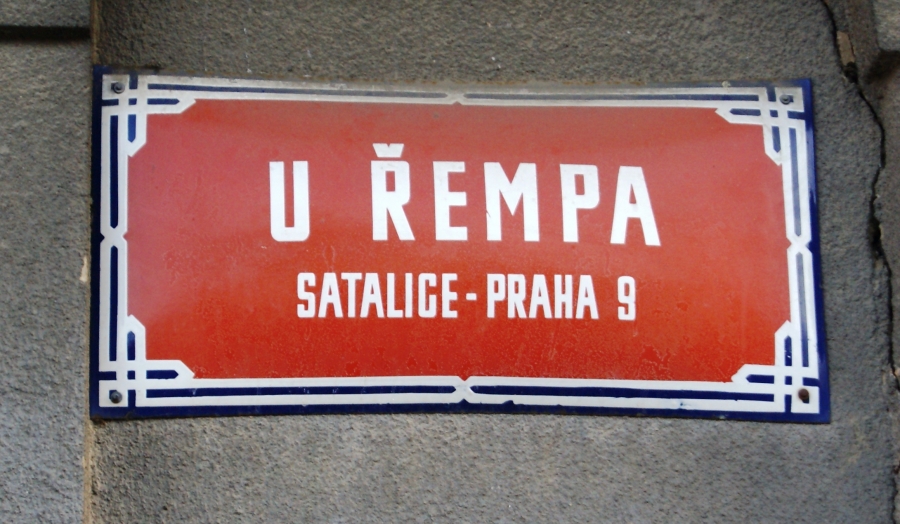 U ŘEMPA
SATALICE - PRAHA 9